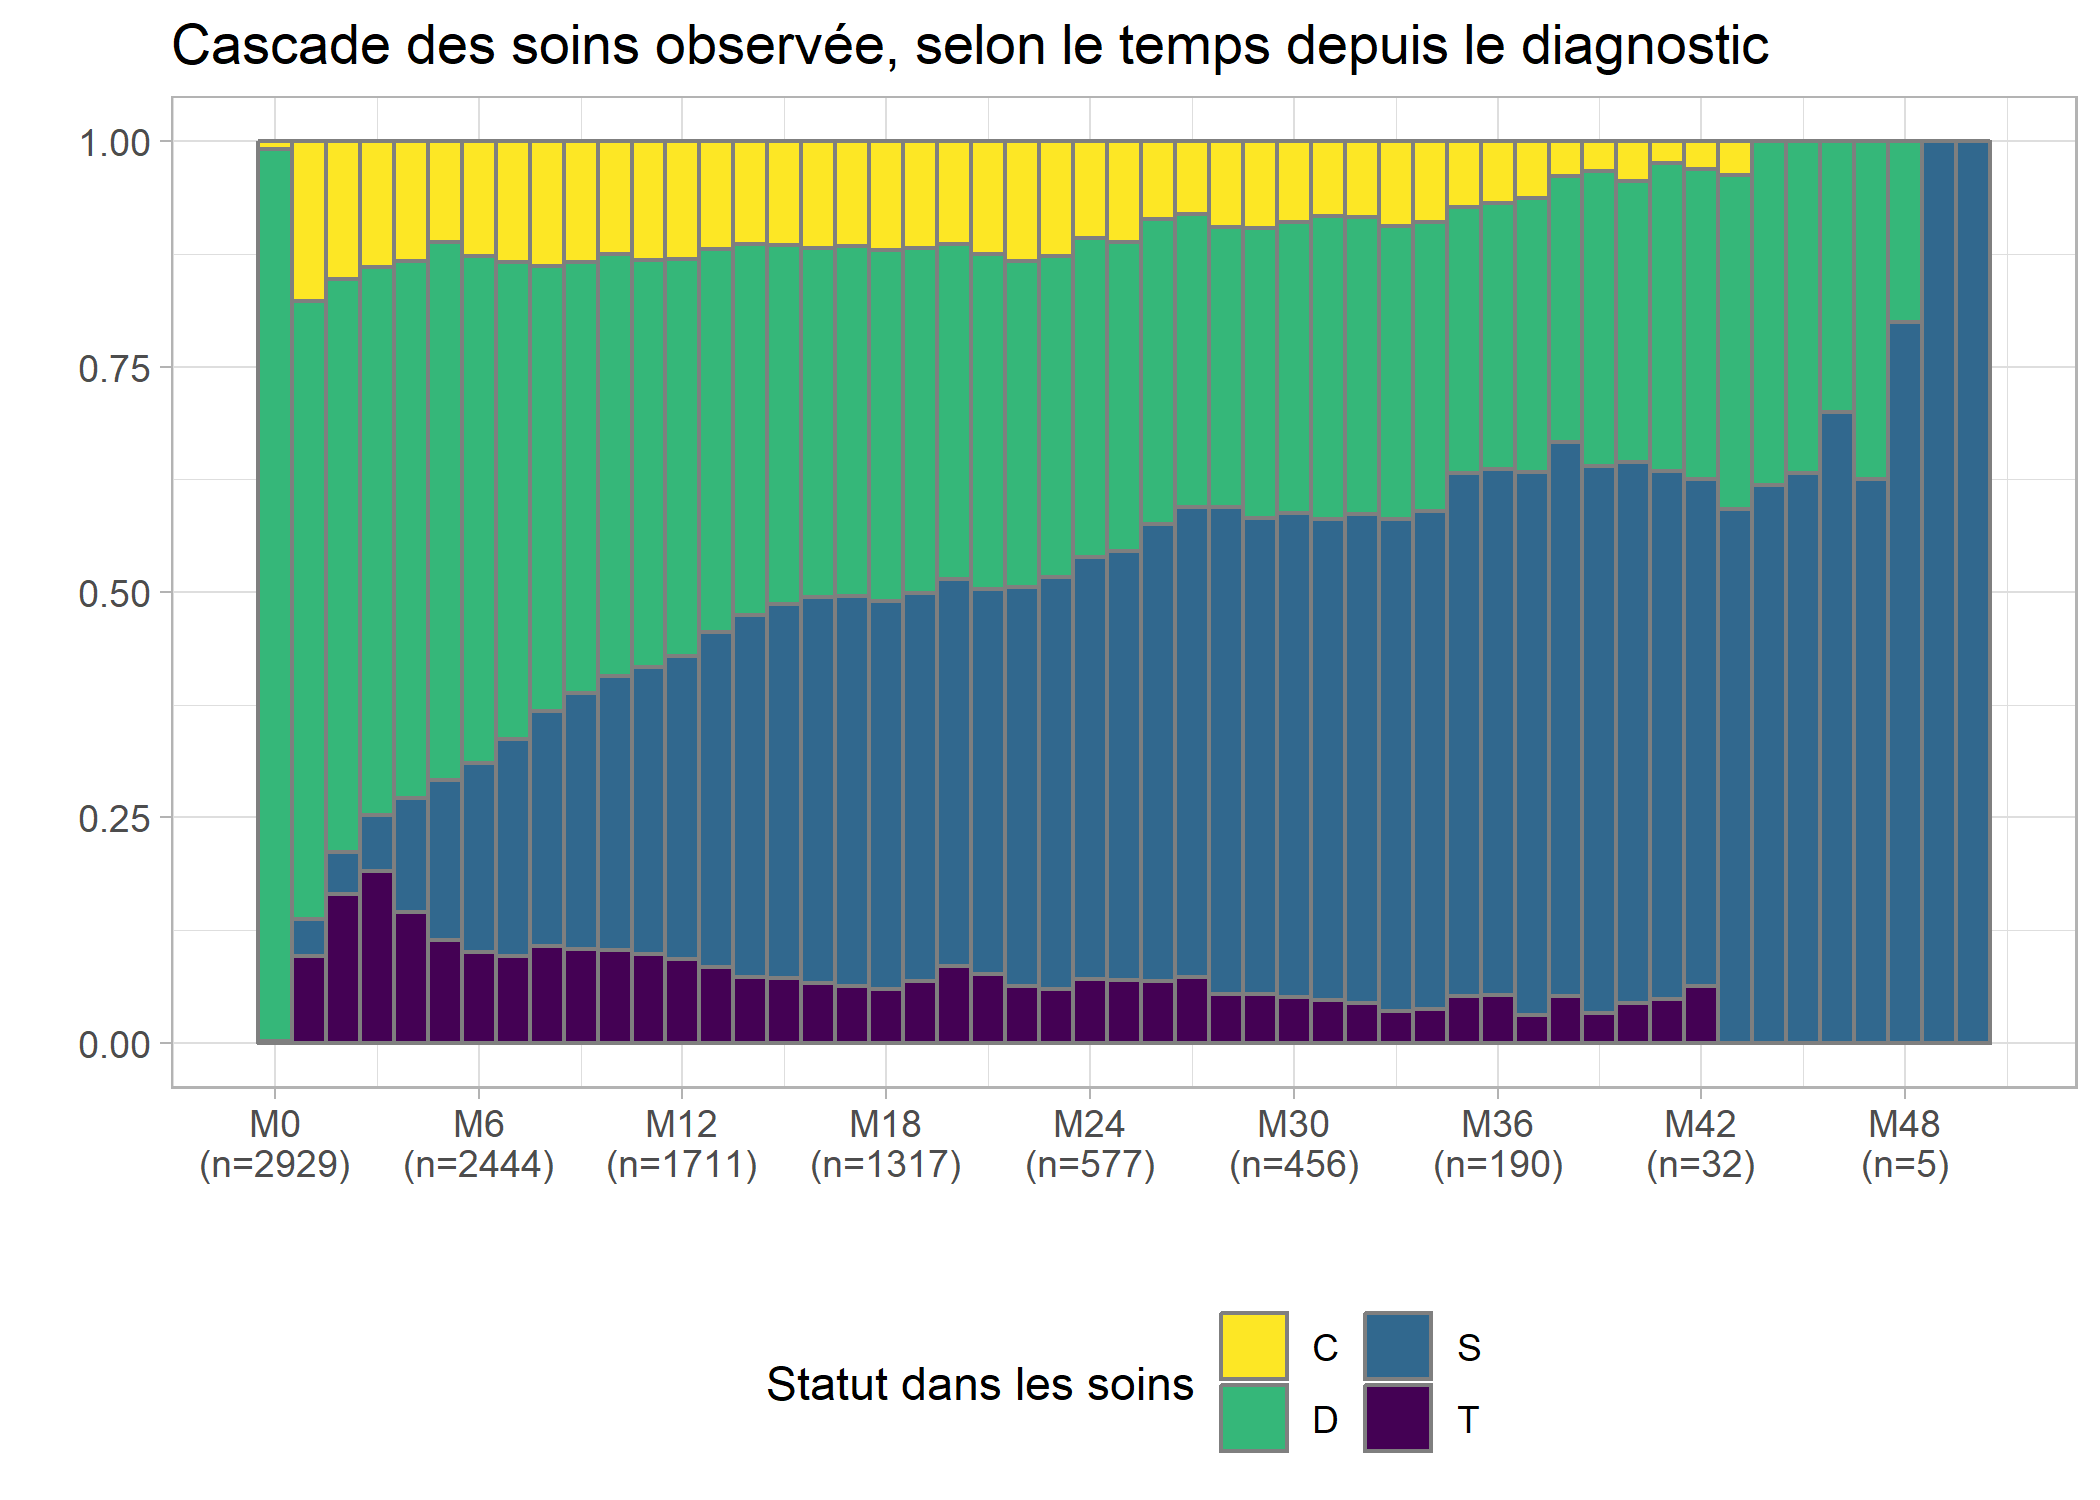 Cascade des soins observée, selon le temps depuis le diagnostic
1.00
0.75
0.50
0.25
0.00
M0 M6 M12 M18 M24 M30 M36 M42 M48
(n=2929) (n=2444) (n=1711) (n=1317) (n=577) (n=456) (n=190) (n=32) (n=5)
Statut dans les soins
C S
D T